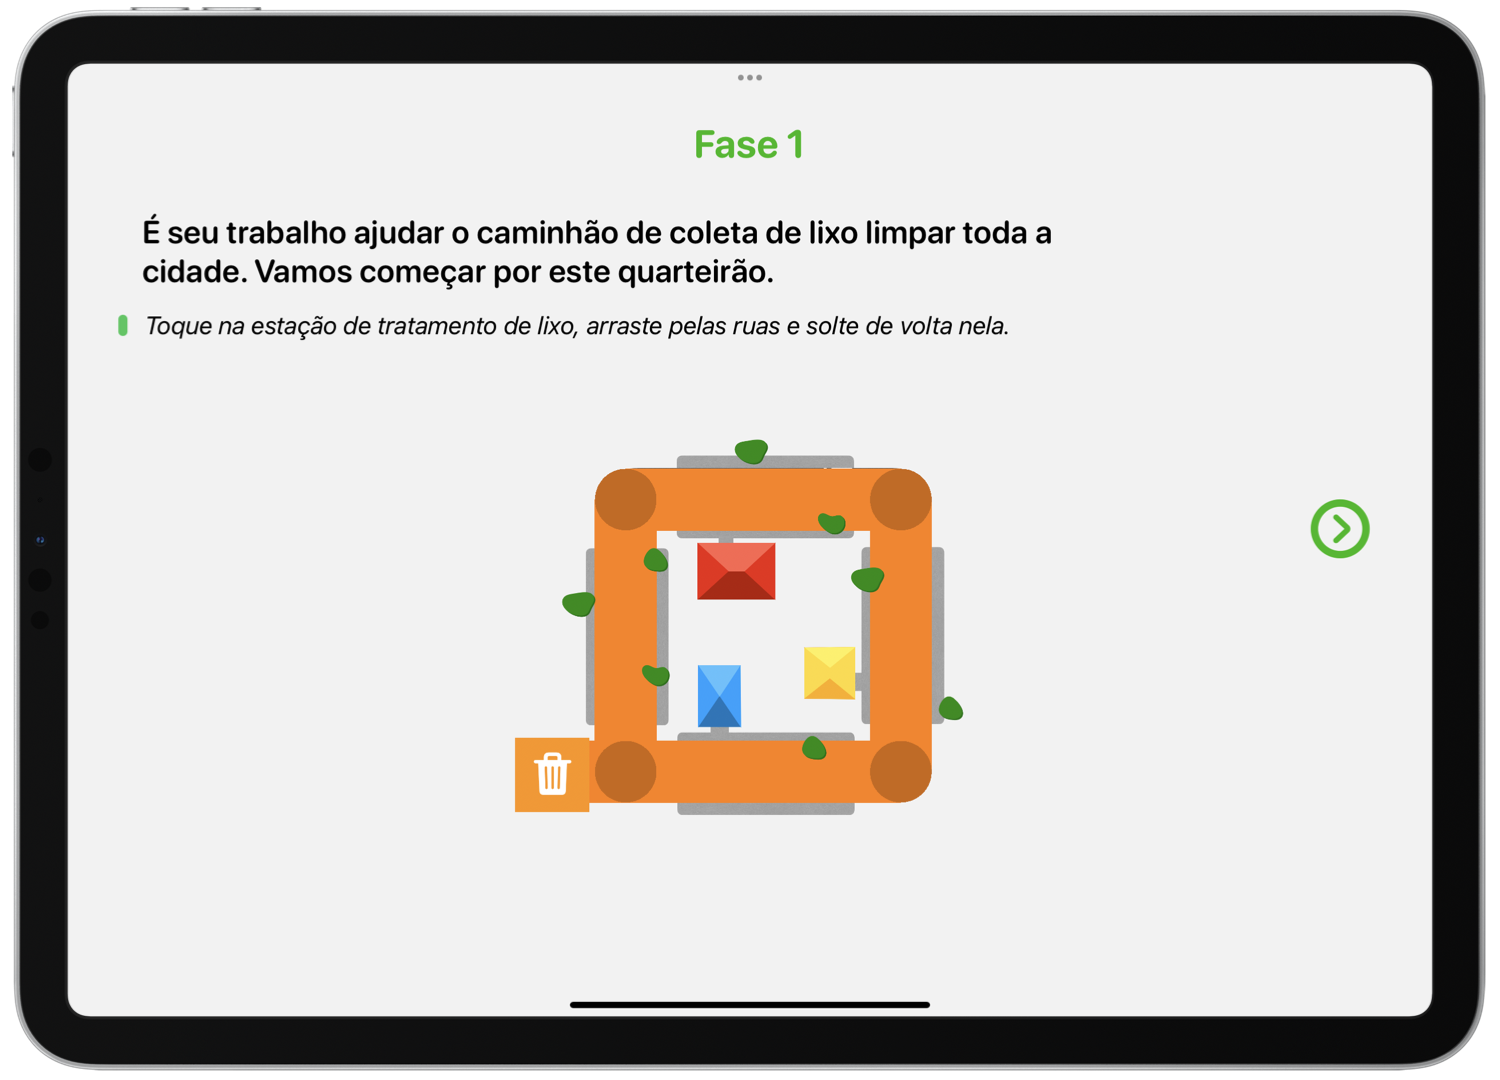 Fase 1
É seu trabalho ajudar o caminhão de coleta de lixo limpar toda a
cidade. Vamos começar por este quarteirão.
Toque na estação de tratamento de lixo, arraste pelas ruas e solte de volta nela.